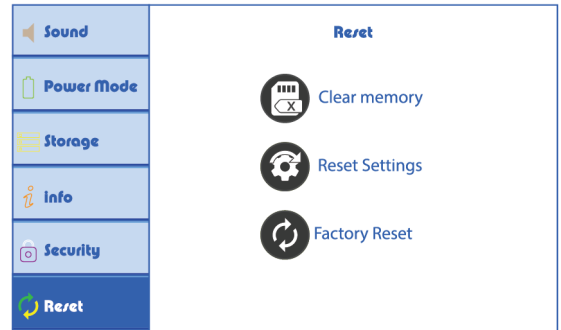 Sound
Power Mode
Storage
info
Security
Reset
Reset
Clear memory
X
Reset Settings
Factory Reset